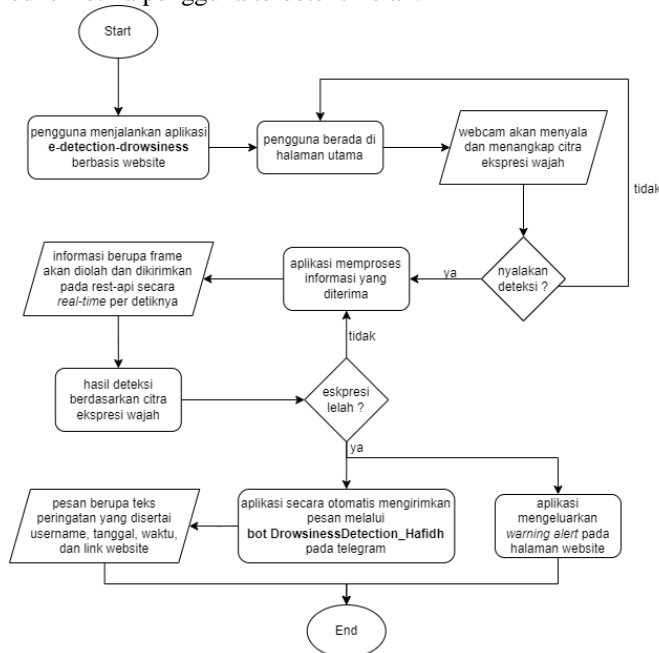 Start
pengguna menjalankan aplikasi
e-detection-drowsiness
berbasis website
pengguna berada di
halaman utama
webcam akan menyala
dan menangkap citra
ekspresi wajah
tidak
nyalakan
deteksi ?
ya
aplikasi memproses
informasi yang
diterima
informasi berupa frame
akan diolah dan dikirimkan
pada rest-api secara
real-time per detiknya
tidak
hasil deteksi
berdasarkan citra
ekspresi wajah
eskpresi
lelah ?
ya
aplikasi secara otomatis mengirimkan
pesan melalui
bot DrowsinessDetection_Hafidh
pada telegram
pesan berupa teks
peringatan yang disertai
username, tanggal, waktu,
dan link website
aplikasi
mengeluarkan
warning alert pada
halaman website
End